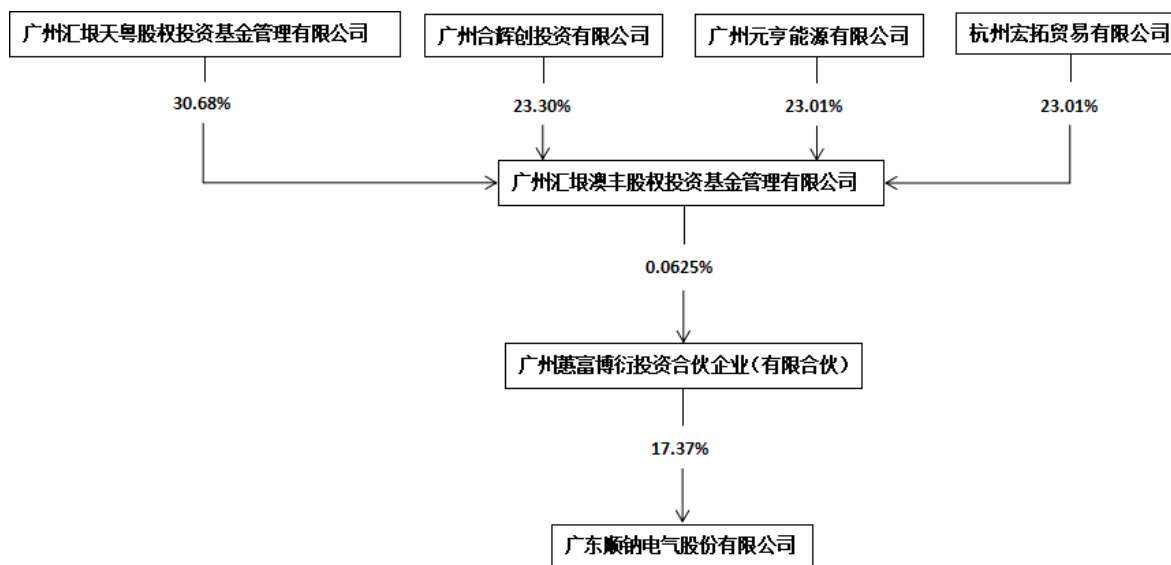 广州汇垠天粤股权投资基金管理有限公司
广州合辉创投资有限公司
广州元亨能源有限公司
杭州宏拓贸易有限公司
30.68%
23.30%
23.01%
23.01%
广州汇垠澳丰股权投资基金管理有限公司
0.0625%
广州蕙富博衍投资合伙企业（有限合伙）
17.37%
广东顺钠电气股份有限公司